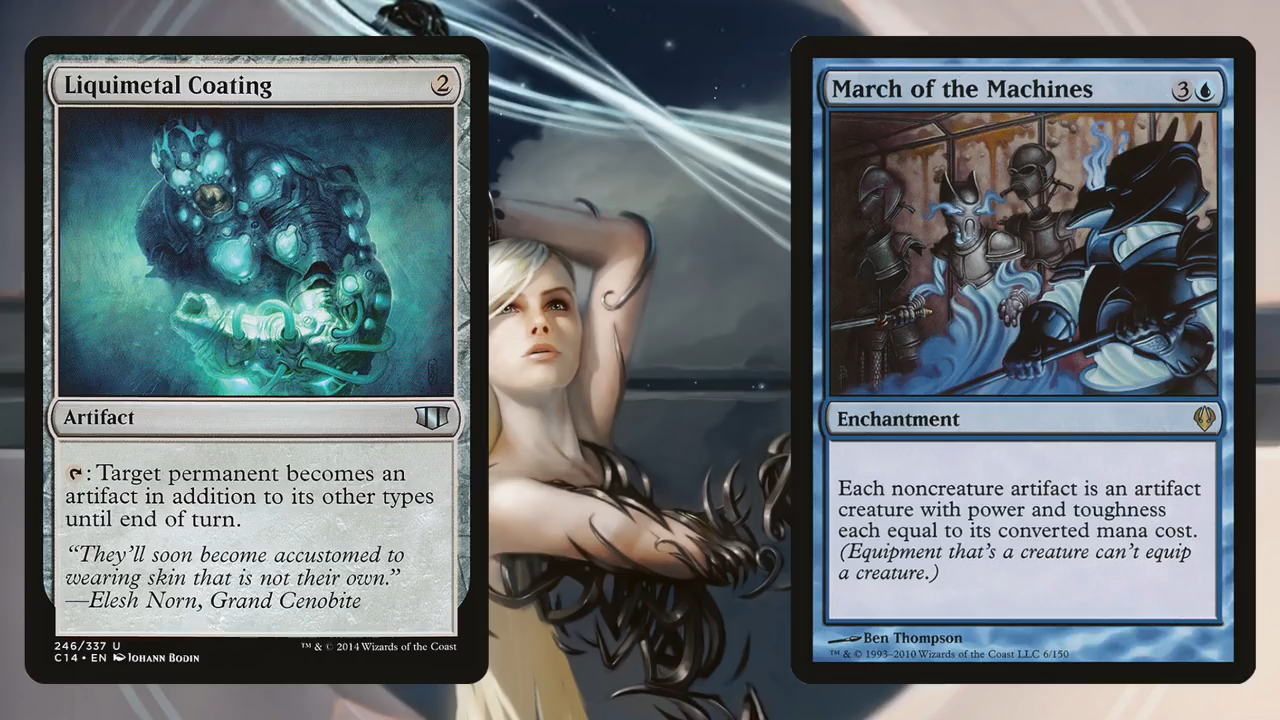 Liquimetal Coating 2
Artifact
: Target permanent becomes an
artifact in addition to its other types
until end of turn.
“They’ll soon become accustomed to
wearing skin that is not their own.”
—Elesh Norn, Grand Cenobite
246/337 U
C14 • EN Johann Bodin
™ & © 2014 Wizards of the Coast
March of the Machines 3
Enchantment
Each noncreature artifact is an artifact
creature with power and toughness
each equal to its converted mana cost.
(Equipment that’s a creature can’t equip
a creature.)
Ben Thompson
™ & © 1993–2010 Wizards of the Coast LLC 6/150